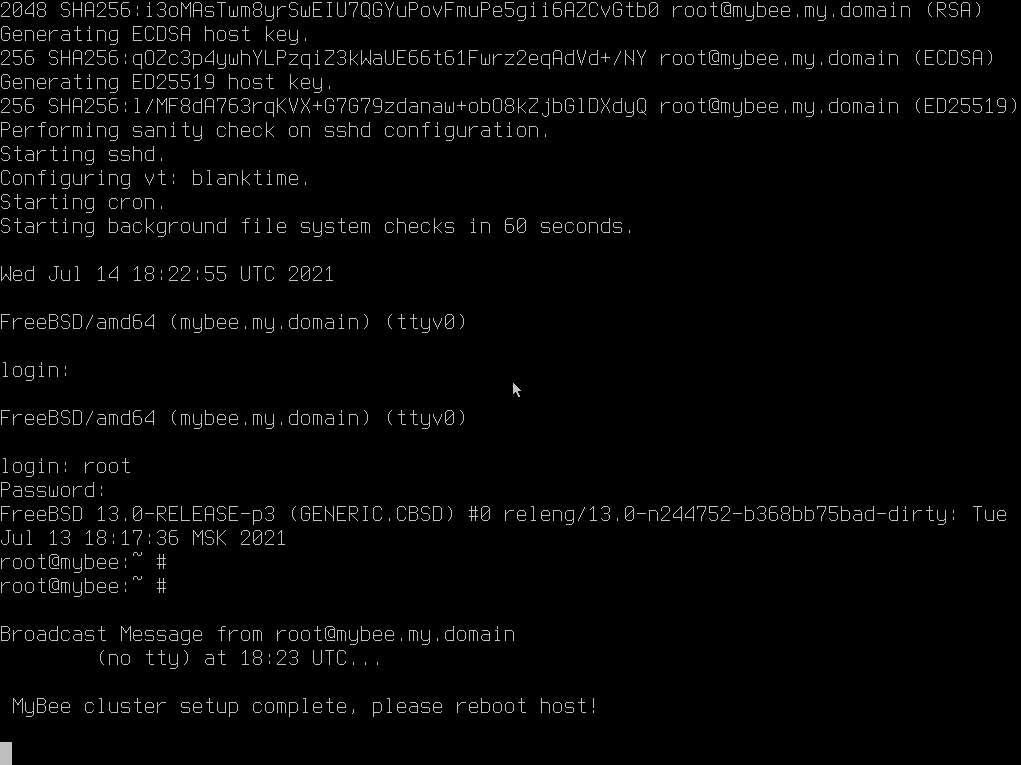 2048 SHA256:i3oMAsTwm8yrSwEIU7QGYuPovFmuPe5gii6AZCvGtb0 root@mybee.my.domain (RSA)
Generating ECDSA host key.
256 SHA256:qOZc3p4ywhYLPzqiZ3kWaUE66t61Fwrz2eqAdVd+/NY root@mybee.my.domain (ECDSA)
Generating ED25519 host key.
256 SHA256:l/MF8dA763rqKVX+G7G79zdanaw+obO8kZjbGlDXdyQ root@mybee.my.domain (ED25519)
Performing sanity check on sshd configuration.
Starting sshd.
Configuring vt: blanktime.
Starting cron.
Starting background file system checks in 60 seconds.
Wed Jul 14 18:22:55 UTC 2021
FreeBSD/amd64 (mybee.my.domain) (ttyv0)
login:
FreeBSD/amd64 (mybee.my.domain) (ttyv0)
login: root
Password:
FreeBSD 13.0-RELEASE-p3 (GENERIC.CBSD) #0 releng/13.0-n244752-b368bb75bad-dirty: Tue
Jul 13 18:17:36 MSK 2021
root@mybee:~ #
root@mybee:~ #
Broadcast Message from root@mybee.my.domain
(no tty) at 18:23 UTC...
MyBee cluster setup complete, please reboot host!